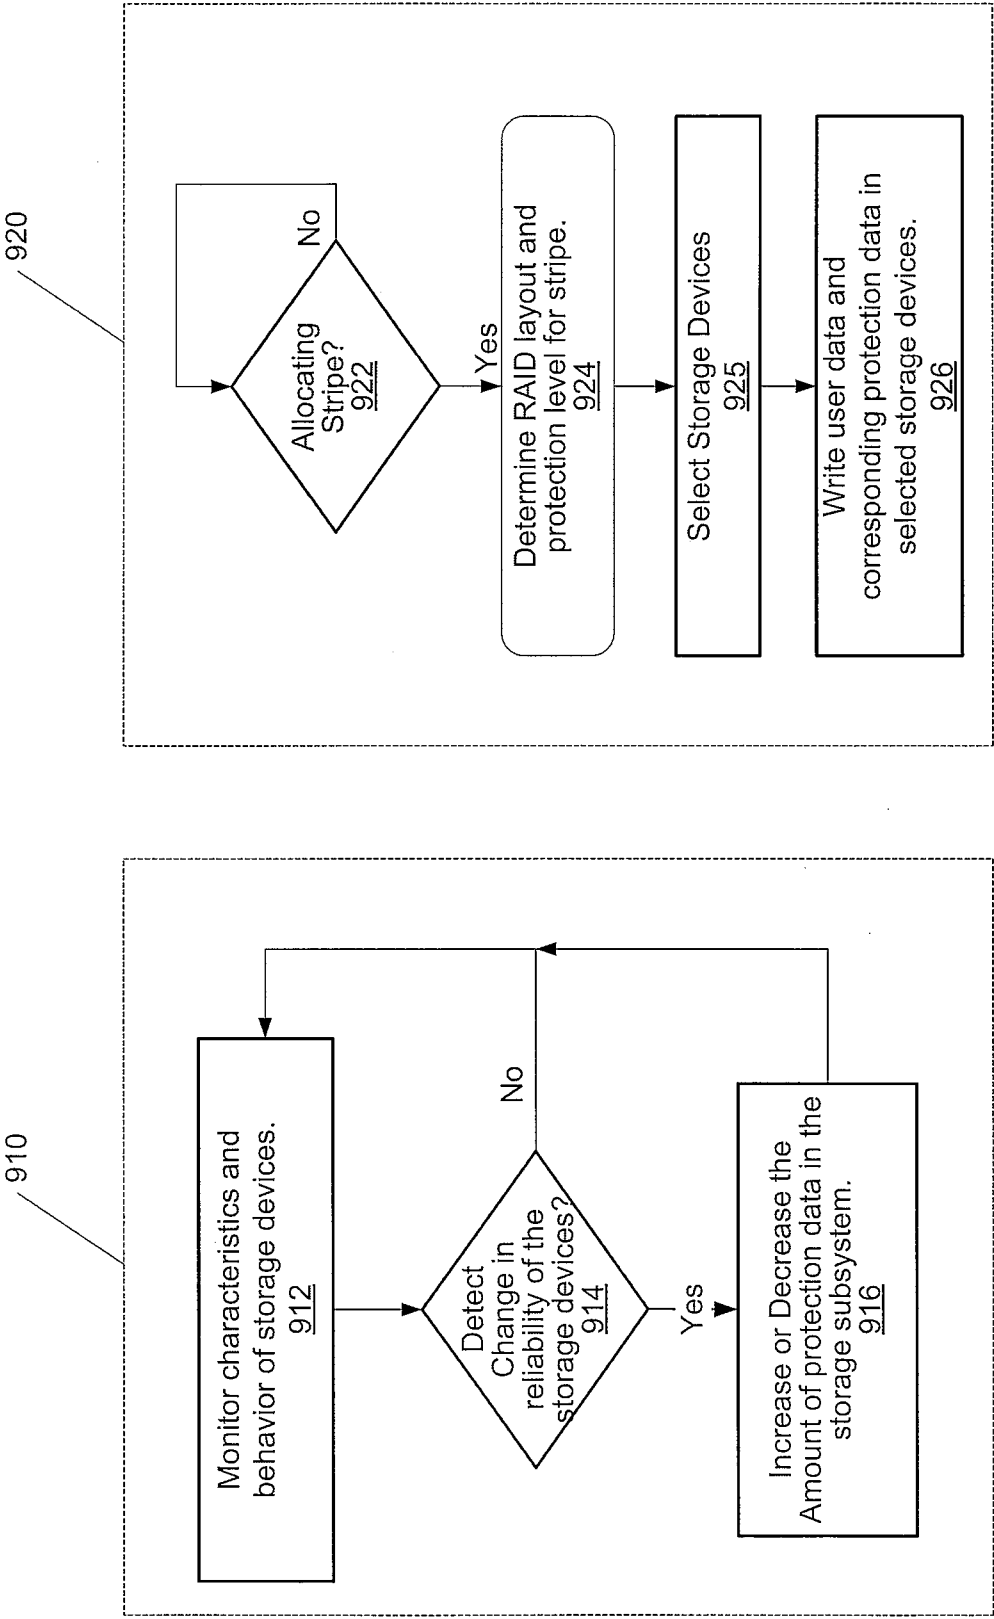 910
Monitor characteristics and
behavior of storage devices.
912
Detect
Change in
reliability of the
storage devices?
914
No
Yes
Increase or Decrease the
Amount of protection data in the
storage subsystem.
916
920
Allocating
Stripe?
922
No
Yes
Determine RAID layout and
protection level for stripe.
924
Select Storage Devices
925
Write user data and
corresponding protection data in
selected storage devices.
926